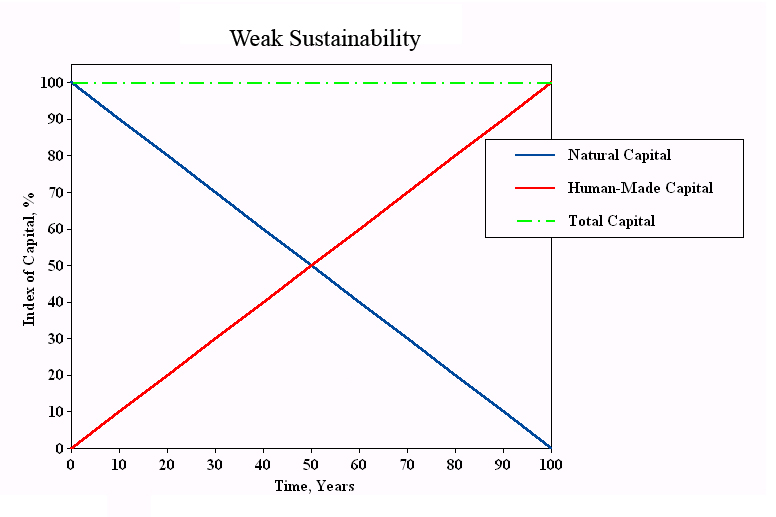 Weak Sustainability
100
90
80
70
60
50
40
30
20
10
0
Index of Capital, %
Natural Capital
Human-Made Capital
Total Capital
0 10 20 30 40 50 60 70 80 90 100
Time, Years